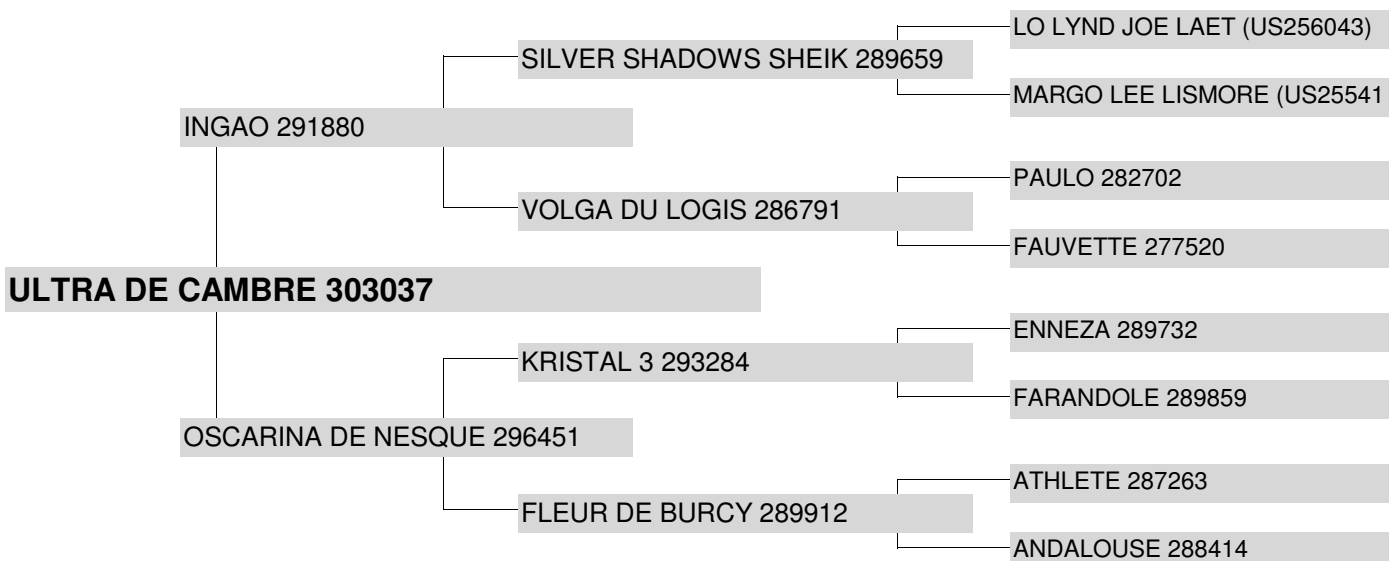 LO LYND JOE LAET (US256043)
SILVER SHADOWS SHEIK 289659
MARGO LEE LISMORE (US25541
INGAO 291880
PAULO 282702
VOLGA DU LOGIS 286791
FAUVETTE 277520
ULTRA DE CAMBRE 303037
ENNEZA 289732
KRISTAL 3 293284
FARANDOLE 289859
OSCARINA DE NESQUE 296451
ATHLETE 287263
FLEUR DE BURCY 289912
ANDALOUSE 288414